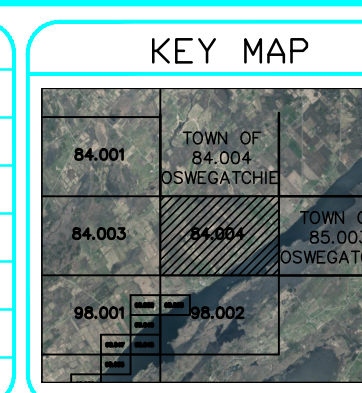 KEY MAP
TOWN OF
84.001
84.004
OSWEGATCHIE
84.003
84.004
TOWN
85.003
OSWEGAT
98.001
98.002